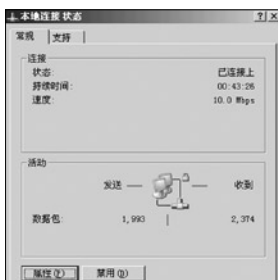 本地连接 状态
常规 支持
连接
状态: 已连接上
持续时间: 00:43:26
速度: 10.0 Mbps
活动
发送 — — 收到
数据包: 1,993 | 2,374
属性(P) 禁用(D)